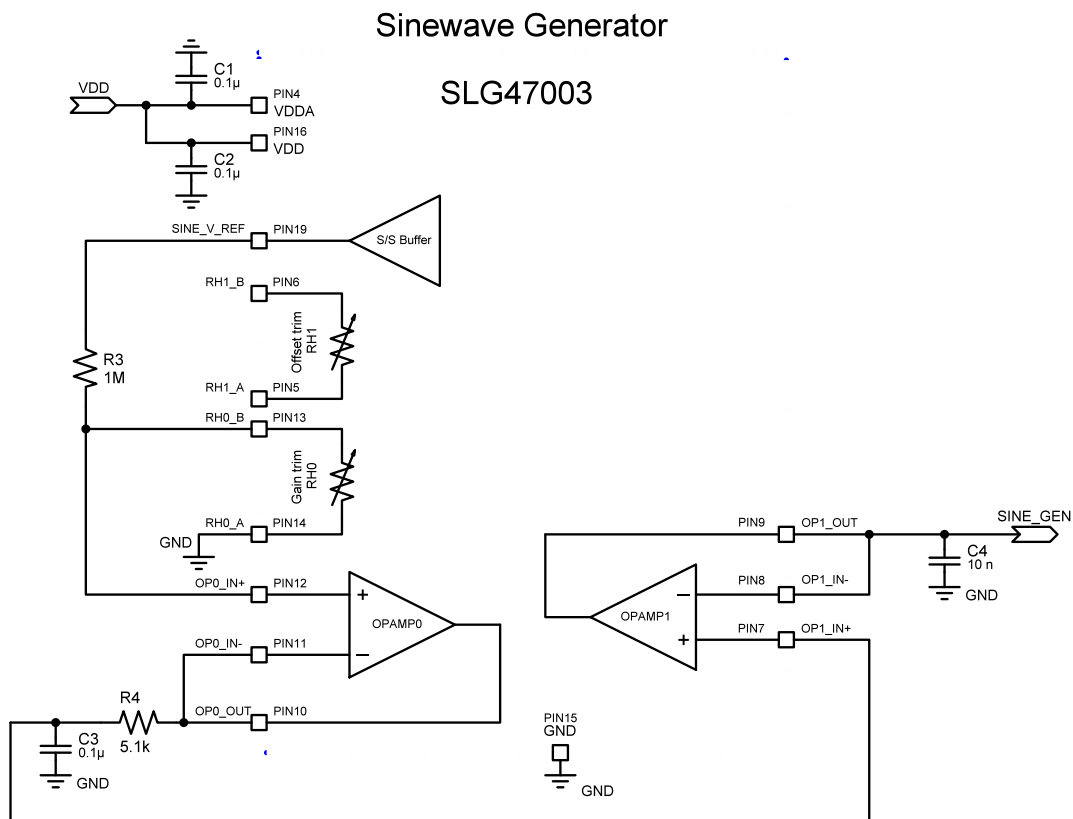 Sinewave Generator
SLG47003
VDD
C1
0.1µ
PIN4
VDDA
PIN16
VDD
C2
0.1µ
SINE_V_REF
PIN19
S/S Buffer
RH1_B
PIN6
Offset trim
RH1
R3
1M
RH1_A
PIN5
RH0_B
PIN13
Gain trim
RH0
RH0_A
PIN14
GND
OP0_IN+
PIN12
+
OPAMP0
OP0_IN-
PIN11
−
R4
5.1k
OP0_OUT
PIN10
C3
0.1µ
GND
PIN9
OP1_OUT
SINE_GEN
C4
10 n
GND
PIN8
OP1_IN-
−
OPAMP1
PIN7
OP1_IN+
+
PIN15
GND
GND